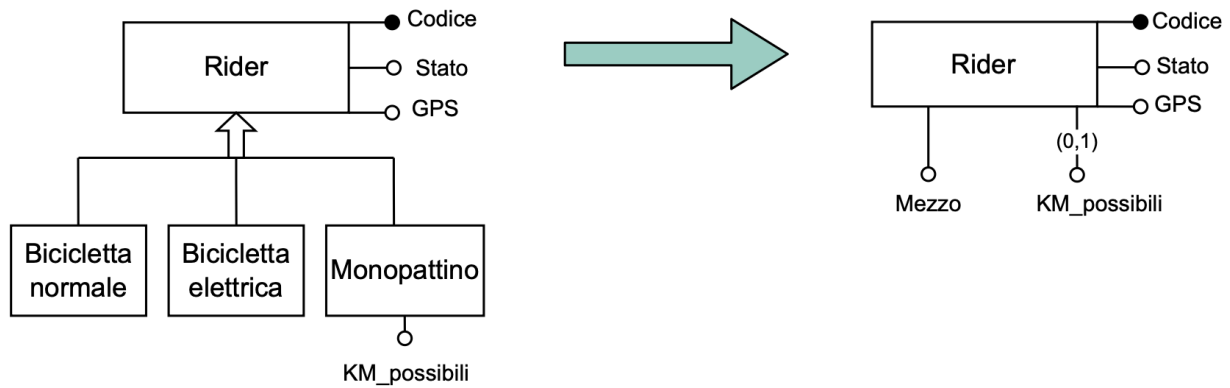 Codice
Rider
Stato
GPS
Bicicletta
normale
Bicicletta
elettrica
Monopattino
KM_possibili
Codice
Rider
Stato
GPS
(0,1)
Mezzo
KM_possibili